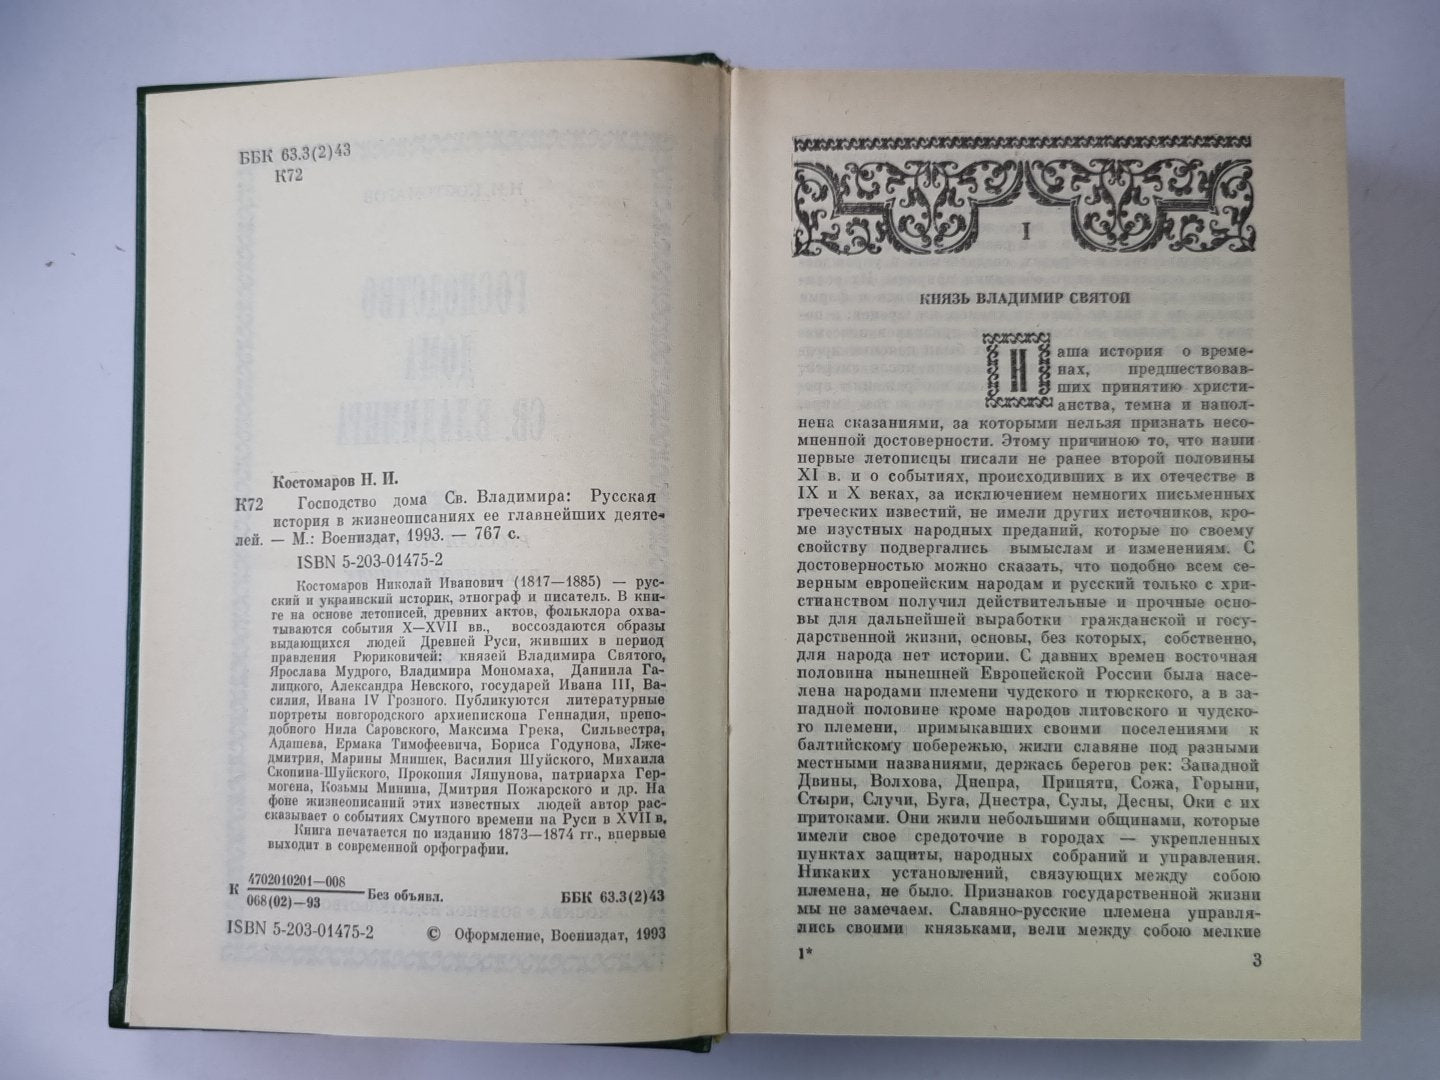 ББК 63.3(2)43
К72
Костомаров Н. И.
К72 Господство дома Св. Владимира: Русская
история в жизнеописаниях ее главнейших деяте-
лей. — М.: Воениздат, 1993. — 767 с.
ISBN 5-203-01475-2
Костомаров Николай Иванович (1817—1885) — рус-
ский и украинский историк, этнограф и писатель. В кни-
ге на основе летописей, древних актов, фольклора охва-
тываются события X—XVII вв., воссоздаются образы
выдающихся людей Древней Руси, живших в период
правления Рюриковичей: князей Владимира Святого,
Ярослава Мудрого, Владимира Мономаха, Даниила Га-
лицкого, Александра Невского, государей Ивана III, Ва-
силия, Ивана IV Грозного. Публикуются литературные
портреты новгородского архиепископа Геннадия, препо-
добного Нила Саровского, Максима Грека, Сильвестра,
Адашева, Ермака Тимофеевича, Бориса Годунова, Лже-
дмитрия, Марины Мнишек, Василия Шуйского, Михаила
Скопина-Шуйского, Прокопия Ляпунова, патриарха Гер-
могена, Козьмы Минина, Дмитрия Пожарского и др. На
фоне жизнеописаний этих известных людей автор рас-
сказывает о событиях Смутного времени на Руси в XVII в.
Книга печатается по изданию 1873—1874 гг., впервые
выходит в современной орфографии.
К 4702010201—008
068(02)—93 Без объявл. ББК 63.3(2)43
ISBN 5-203-01475-2 © Оформление, Воениздат, 1993
I
КНЯЗЬ ВЛАДИМИР СВЯТОЙ
Наша история о време-
нах, предшествовав-
ших принятию христи-
анства, темна и напол-
нена сказаниями, за которыми нельзя признать несо-
мненной достоверности. Этому причиною то, что наши
первые летописцы писали не ранее второй половины
XI в. и о событиях, происходивших в их отечестве в
IX и X веках, за исключением немногих письменных
греческих известий, не имели других источников, кро-
ме изустных народных преданий, которые по своему
свойству подвергались вымыслам и изменениям. С
достоверностью можно сказать, что подобно всем се-
верным европейским народам и русский только с хри-
стианством получил действительные и прочные осно-
вы для дальнейшей выработки гражданской и госу-
дарственной жизни, основы, без которых, собственно,
для народа нет истории. С давних времен восточная
половина нынешней Европейской России была насе-
лена народами племени чудского и тюркского, а в за-
падной половине кроме народов литовского и чудско-
го племени, примыкавших своими поселениями к
балтийскому побережью, жили славяне под разными
местными названиями, держась берегов рек: Западной
Двины, Волхова, Днепра, Припяти, Сожа, Горыни,
Стыри, Случи, Буга, Днестра, Сулы, Десны, Оки с их
притоками. Они жили небольшими общинами, которые
имели свое средоточие в городах — укрепленных
пунктах защиты, народных собраний и управления.
Никаких установлений, связующих между собою
племена, не было. Признаков государственной жизни
мы не замечаем. Славяно-русские племена управля-
лись своими князьками, вели между собою мелкие
1*
3